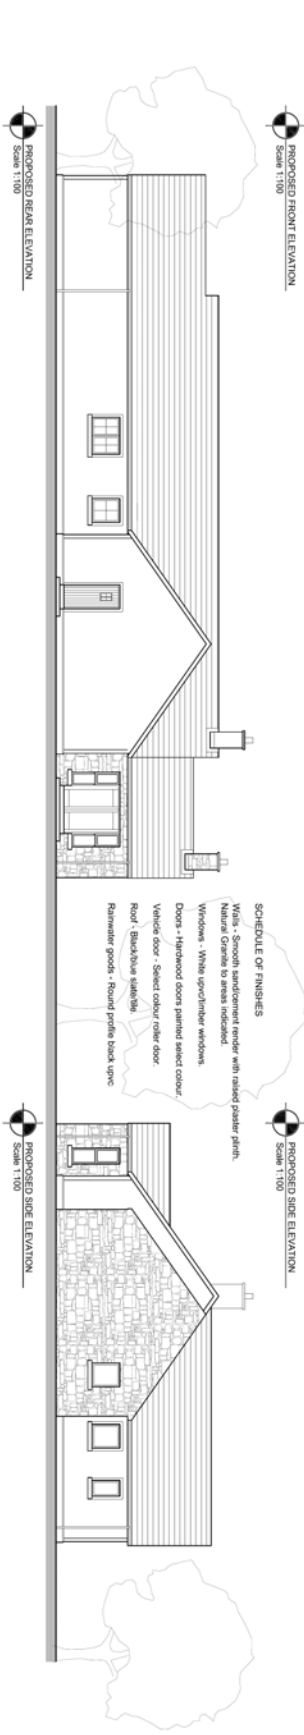 PROPOSED FRONT ELEVATION
Scale 1:100
PROPOSED SIDE ELEVATION
Scale 1:100
SCHEDULE OF FINISHES
Walls - Smooth sand/cement render with raised plaster plinth.
Natural Granite to areas indicated.
Windows - White upvc/timber windows.
Doors - Hardwood doors painted select colour.
Vehicle door - Select colour roller door.
Roof - Black/blue slate/tile.
Rainwater goods - Round profile black upvc
PROPOSED REAR ELEVATION
Scale 1:100
PROPOSED SIDE ELEVATION
Scale 1:100